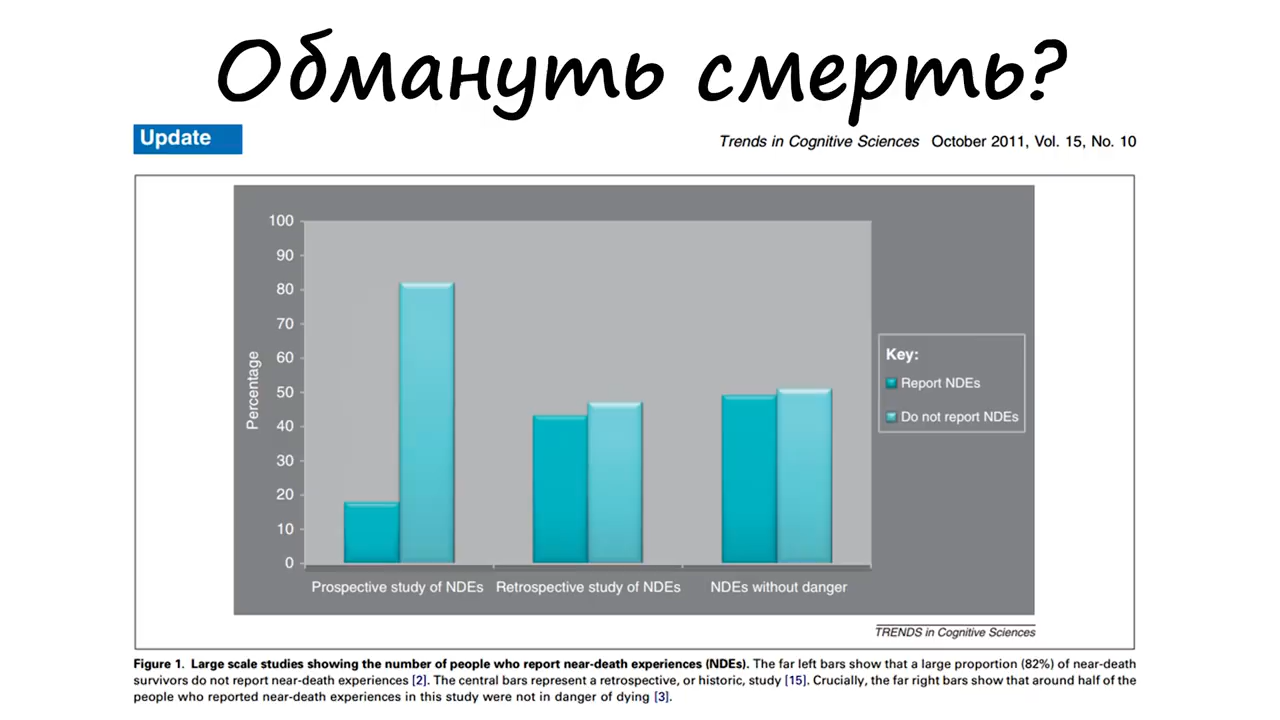 Обмануть смерть?
Update
Trends in Cognitive Sciences October 2011, Vol. 15, No. 10
100
90
80
70
60
50
40
30
20
10
0
Percentage
Prospective study of NDEs
Retrospective study of NDEs
NDEs without danger
Key:
Report NDEs
Do not report NDEs
TRENDS in Cognitive Sciences
Figure 1. Large scale studies showing the number of people who report near-death experiences (NDEs). The far left bars show that a large proportion (82%) of near-death
survivors do not report near-death experiences [2]. The central bars represent a retrospective, or historic, study [15]. Crucially, the far right bars show that around half of the
people who reported near-death experiences in this study were not in danger of dying [3].